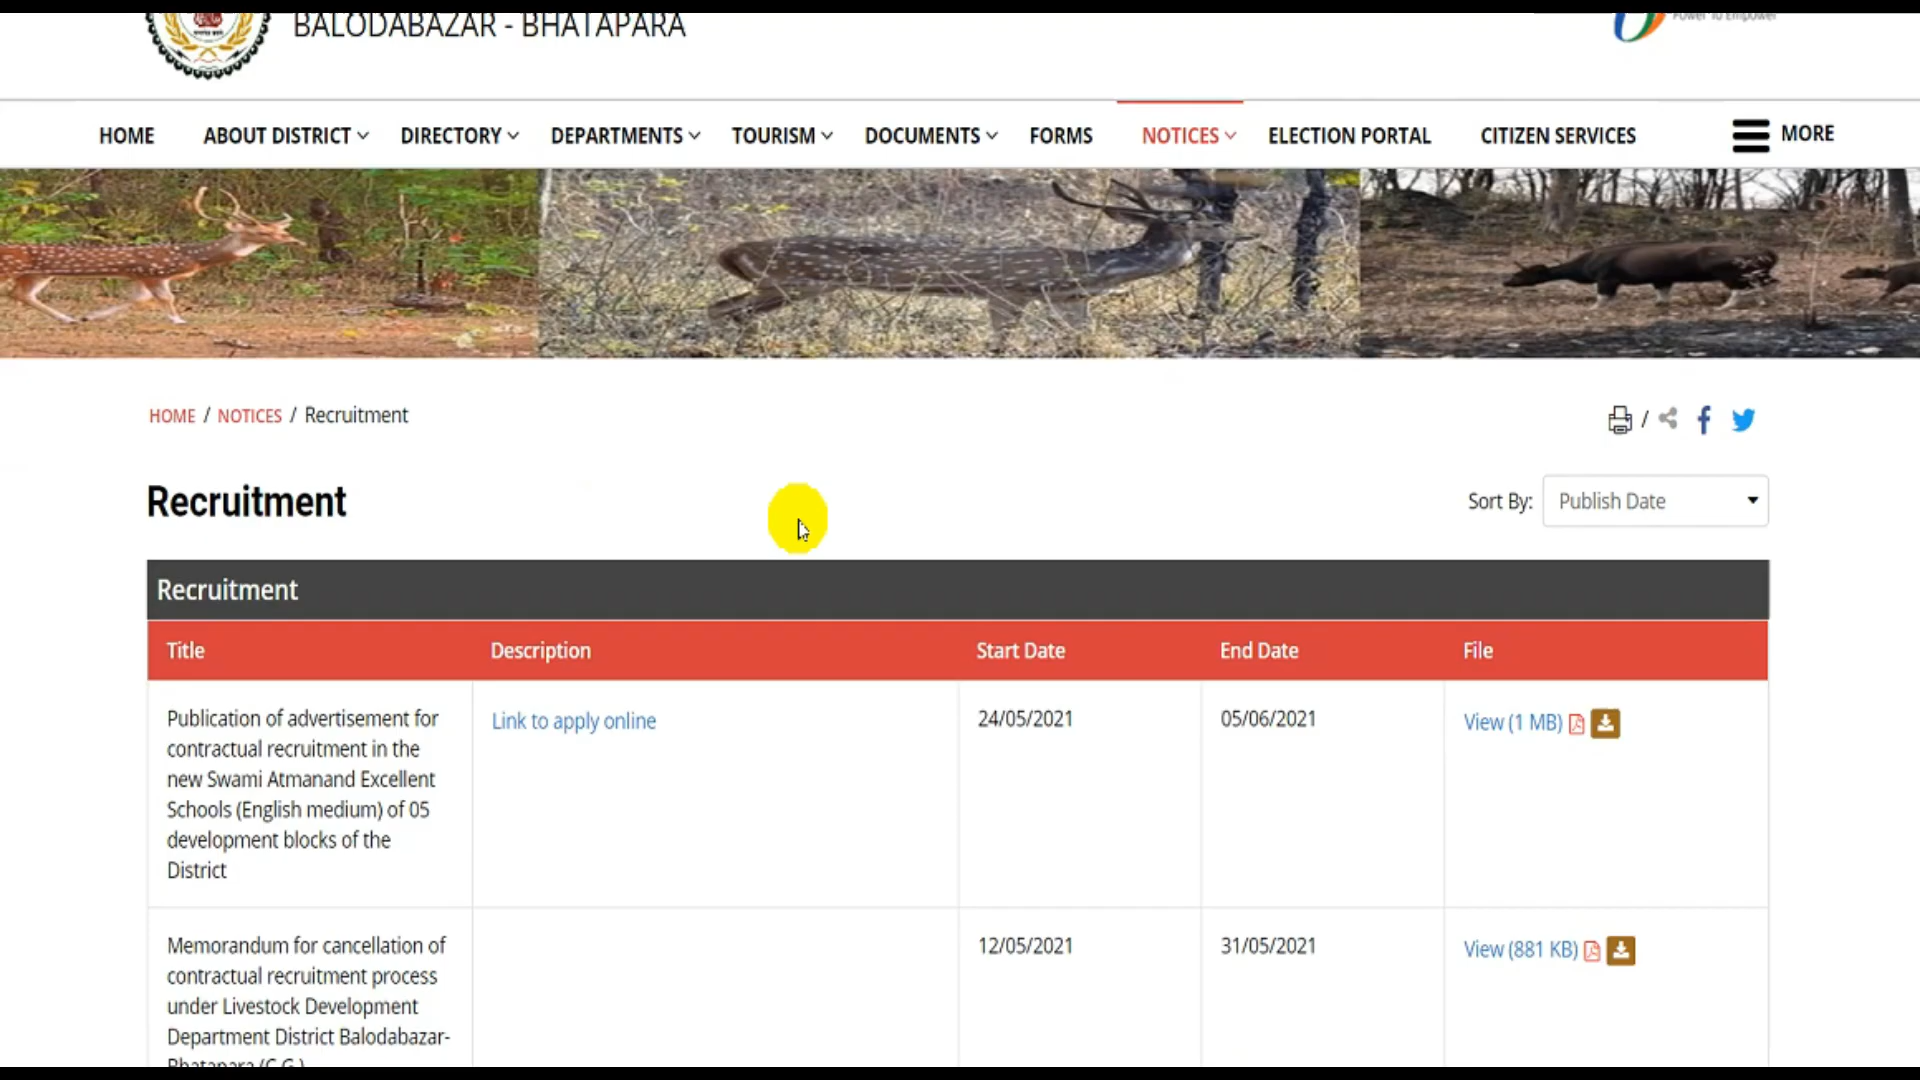 BALODABAZAR - BHATAPARA
Power To Empower
HOME ABOUT DISTRICT DIRECTORY DEPARTMENTS TOURISM DOCUMENTS FORMS NOTICES ELECTION PORTAL CITIZEN SERVICES MORE
HOME / NOTICES / Recruitment
/
Recruitment
Sort By: Publish Date
Recruitment
Title Description Start Date End Date File
Publication of advertisement for Link to apply online 24/05/2021 05/06/2021 View (1 MB)
contractual recruitment in the
new Swami Atmanand Excellent
Schools (English medium) of 05
development blocks of the
District
Memorandum for cancellation of 12/05/2021 31/05/2021 View (881 KB)
contractual recruitment process
under Livestock Development
Department District Balodabazar-
Bhatapara (C.G.)